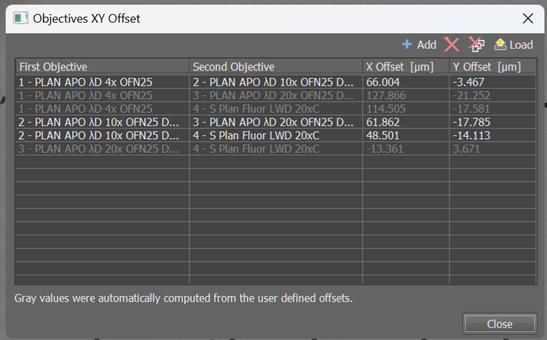 Objectives XY Offset
Add Load
First Objective Second Objective X Offset [µm] Y Offset [µm]
1 - PLAN APO λD 4x OFN25 2 - PLAN APO λD 10x OFN25 D... 66.004 -3.467
1 - PLAN APO λD 4x OFN25 3 - PLAN APO λD 20x OFN25 D... 127.866 -21.252
1 - PLAN APO λD 4x OFN25 4 - S Plan Fluor LWD 20xC 114.505 -17.581
2 - PLAN APO λD 10x OFN25 D... 3 - PLAN APO λD 20x OFN25 D... 61.862 -17.785
2 - PLAN APO λD 10x OFN25 D... 4 - S Plan Fluor LWD 20xC 48.501 -14.113
3 - PLAN APO λD 20x OFN25 D... 4 - S Plan Fluor LWD 20xC -13.361 3.671
Gray values were automatically computed from the user defined offsets.
Close